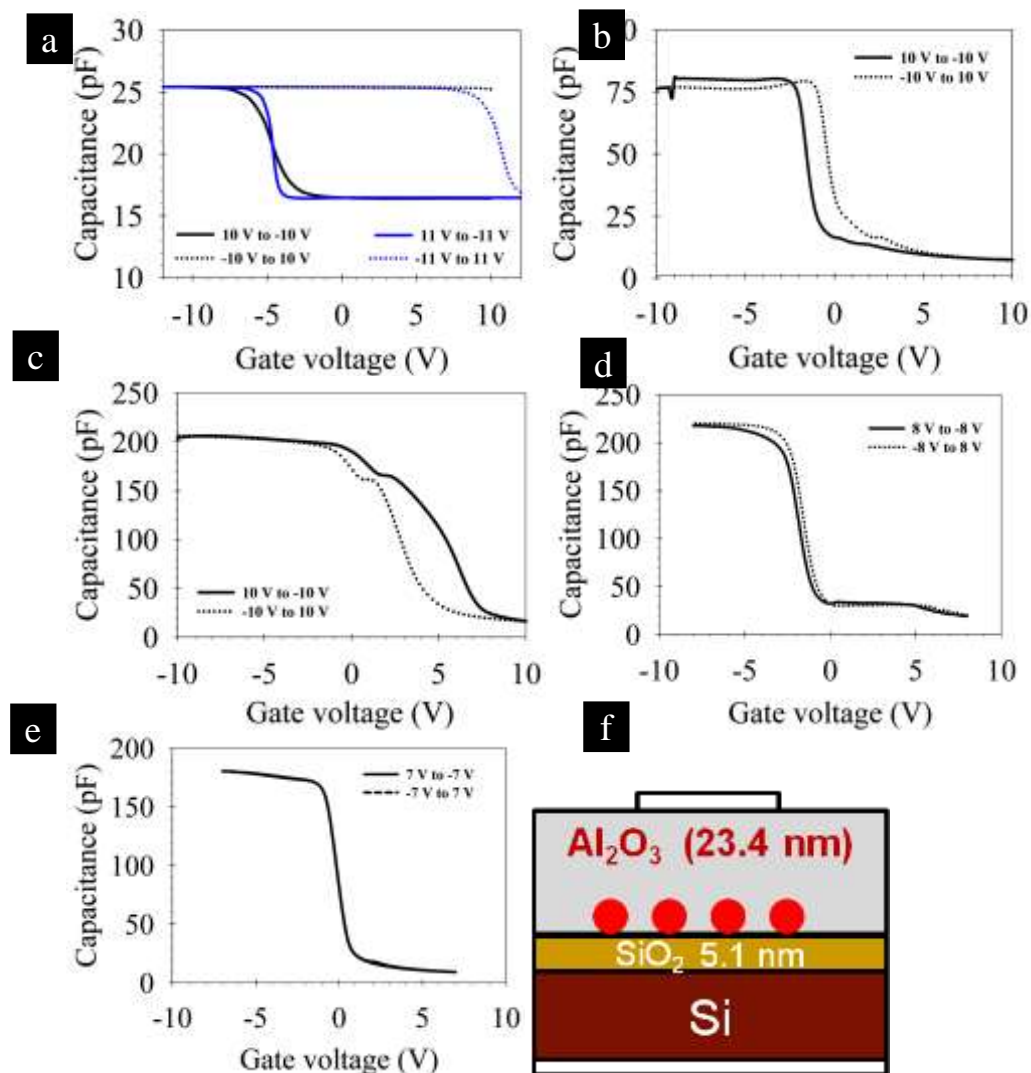 a
Capacitance (pF)
30
25
20
15
10
10 V to -10 V
-10 V to 10 V
11 V to -11 V
-11 V to 11 V
-10 -5 0 5 10
Gate voltage (V)
b
Capacitance (pF)
75
50
25
0
10 V to -10 V
-10 V to 10 V
-10 -5 0 5 10
Gate voltage (V)
c
Capacitance (pF)
250
200
150
100
50
0
10 V to -10 V
-10 V to 10 V
-10 -5 0 5 10
Gate voltage (V)
d
Capacitance (pF)
250
200
150
100
50
0
8 V to -8 V
-8 V to 8 V
-10 -5 0 5 10
Gate voltage (V)
e
Capacitance (pF)
200
150
100
50
0
7 V to -7 V
-7 V to 7 V
-10 -5 0 5 10
Gate voltage (V)
f
Al₂O₃ (23.4 nm)
SiO₂ 5.1 nm
Si